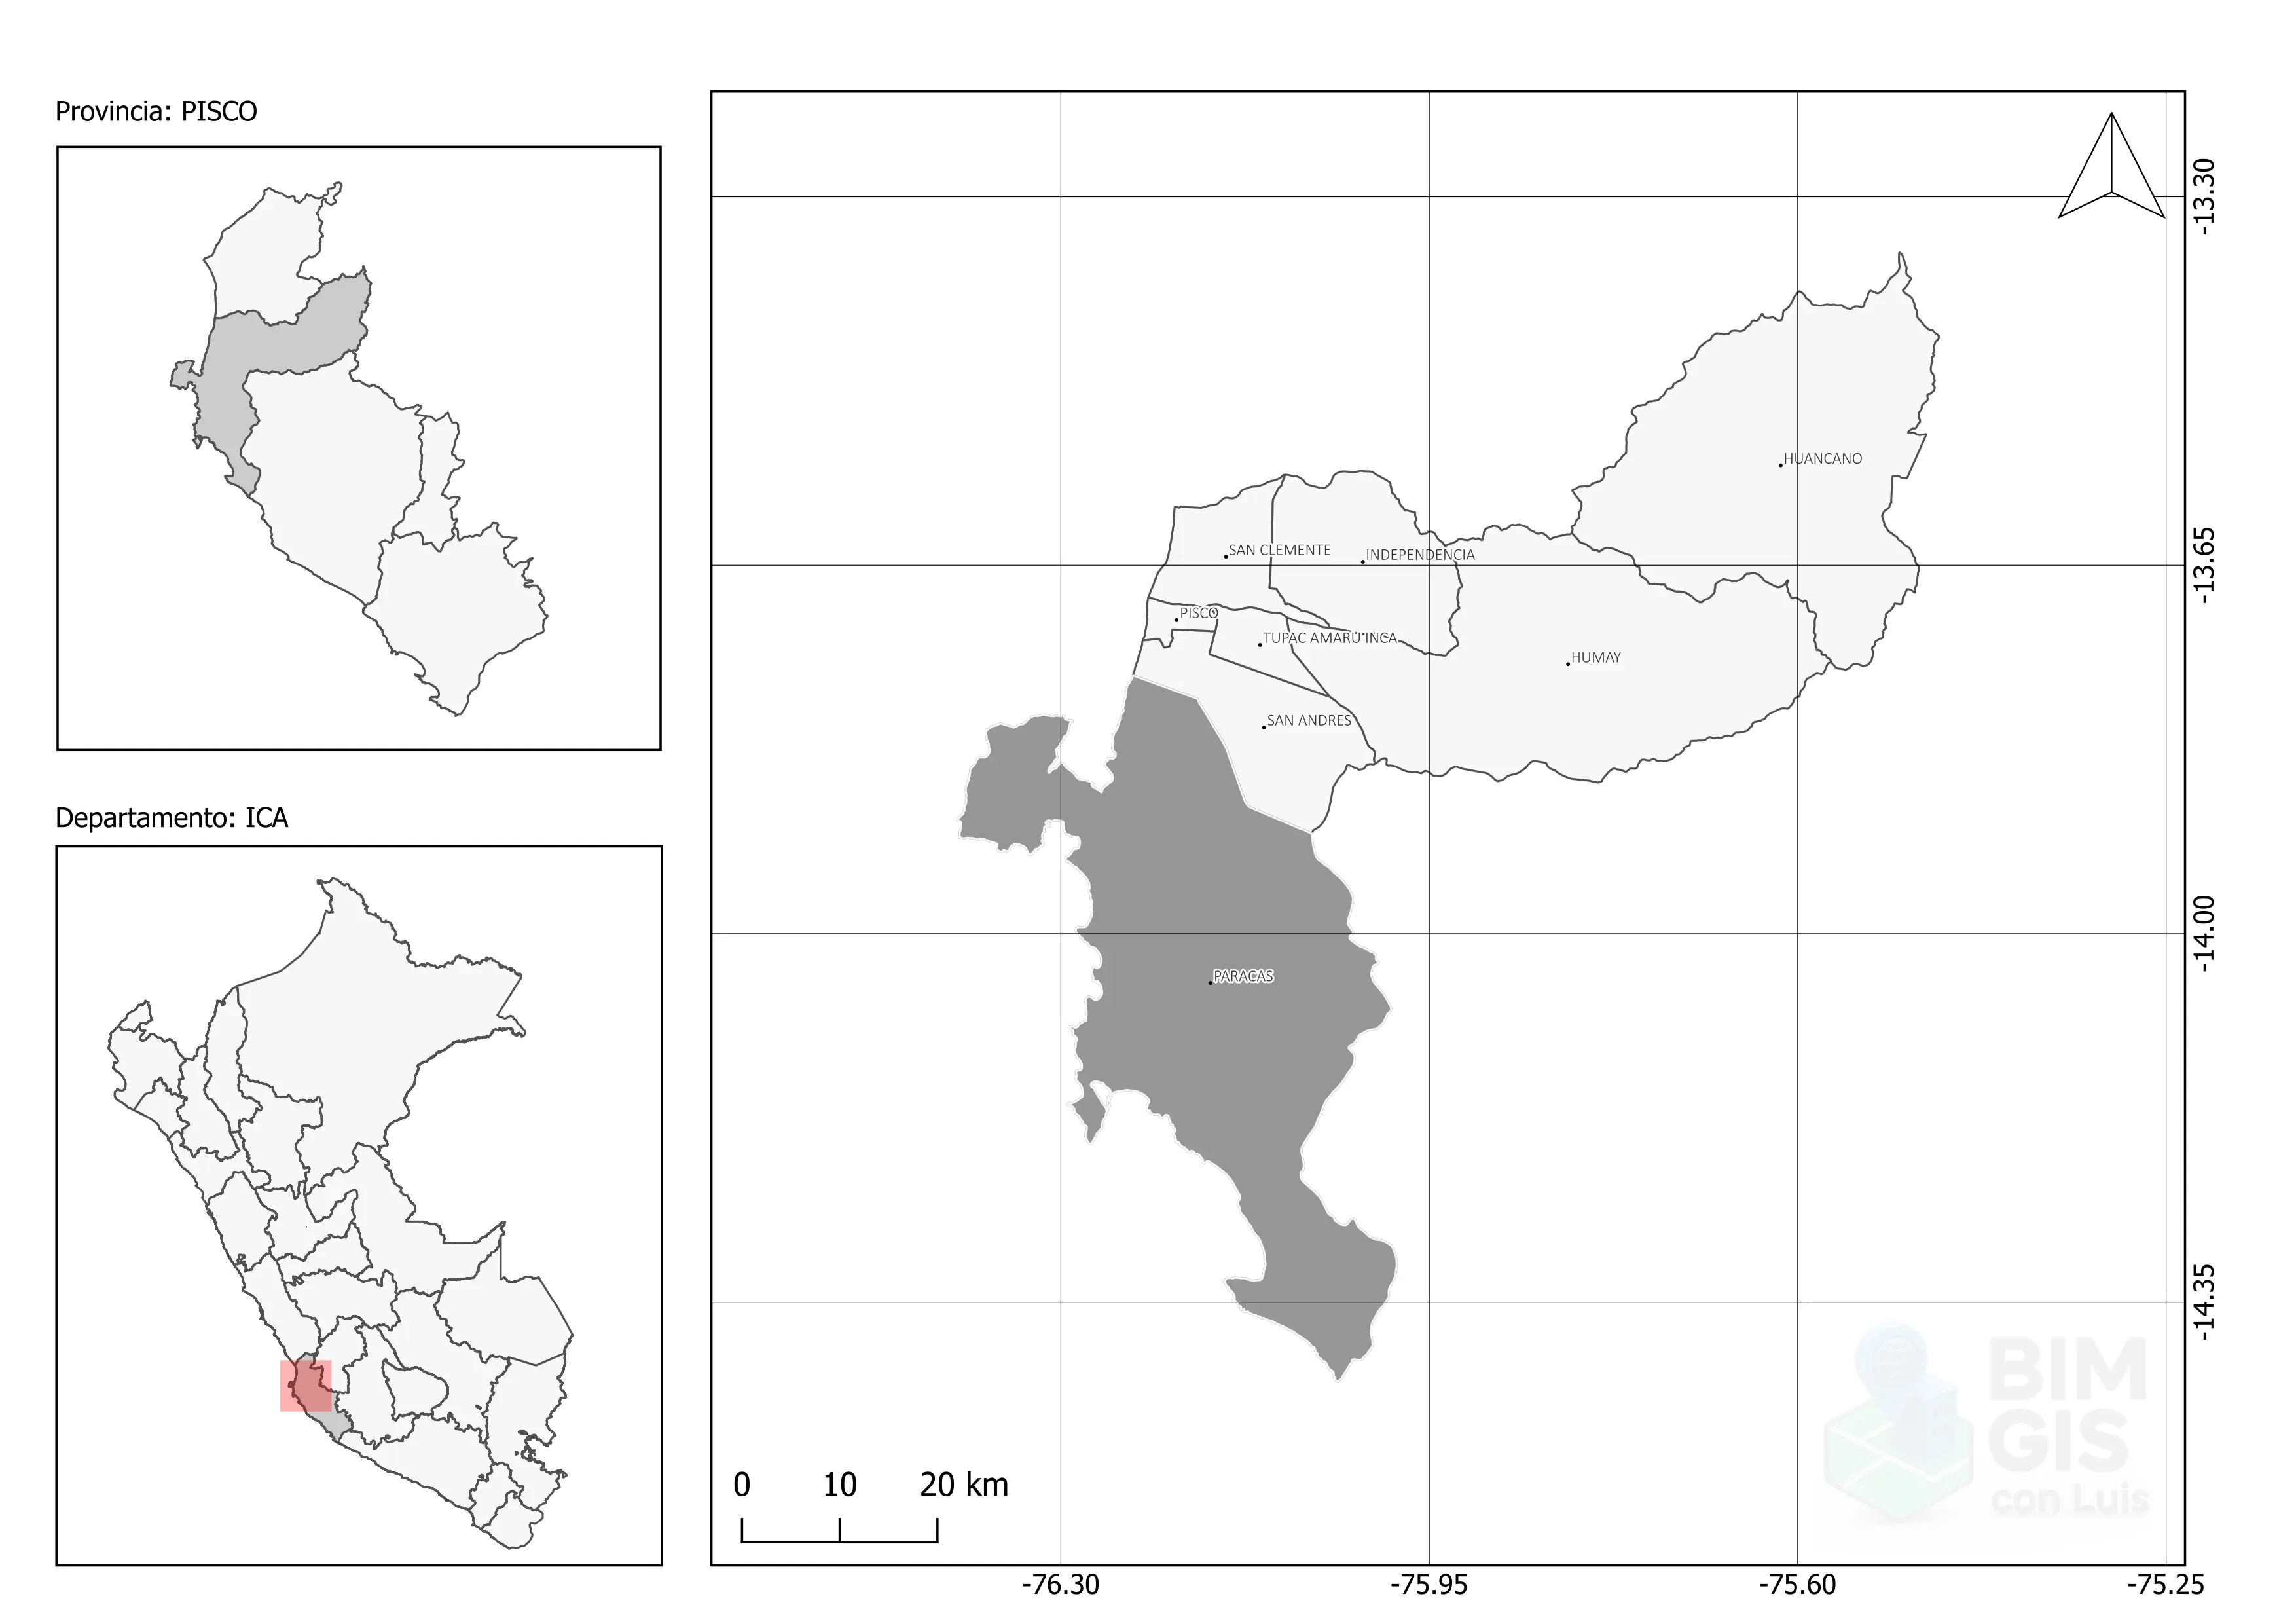 Provincia: PISCO
Departamento: ICA
HUANCANO
SAN CLEMENTE
INDEPENDENCIA
PISCO
TUPAC AMARU INCA
HUMAY
SAN ANDRES
PARACAS
-13.30
-13.65
-14.00
-14.35
0 10 20 km
BIM
GIS
con Luis
-76.30 -75.95 -75.60 -75.25